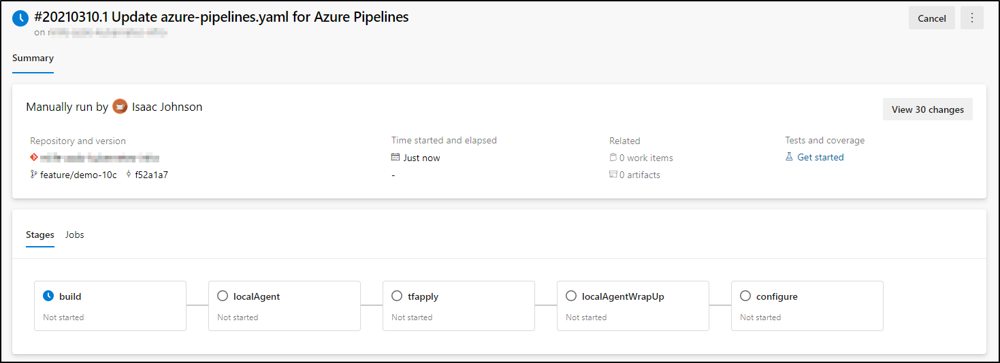 #20210310.1 Update azure-pipelines.yaml for Azure Pipelines
on
Cancel
Summary
Manually run by Isaac Johnson
View 30 changes
Repository and version
Time started and elapsed
Related
Tests and coverage
Just now
0 work items
Get started
feature/demo-10c f52a1a7
-
0 artifacts
Stages Jobs
build
Not started
localAgent
Not started
tfapply
Not started
localAgentWrapUp
Not started
configure
Not started